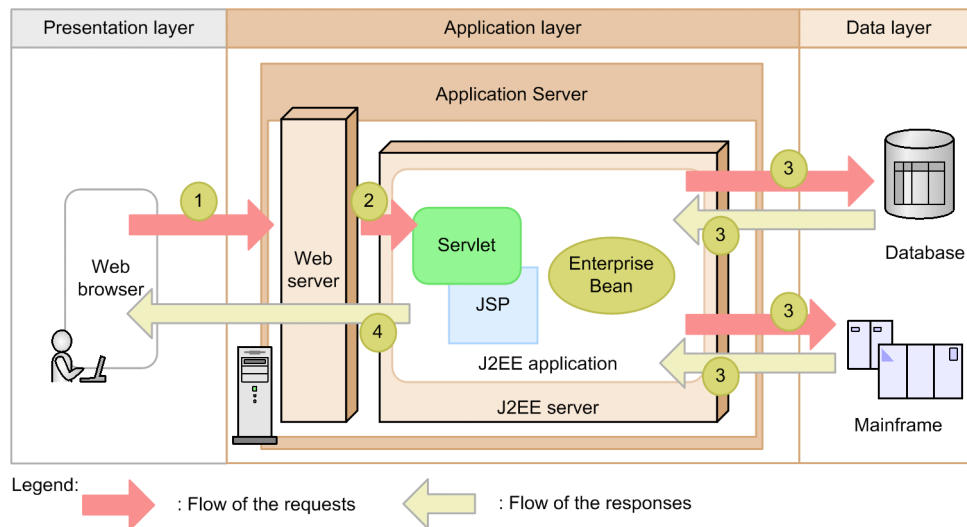 Presentation layer
Application layer
Data layer
Application Server
1
2
3
3
3
3
4
Web
browser
Web
server
Servlet
JSP
Enterprise
Bean
J2EE application
J2EE server
Database
Mainframe
Legend:
: Flow of the requests
: Flow of the responses